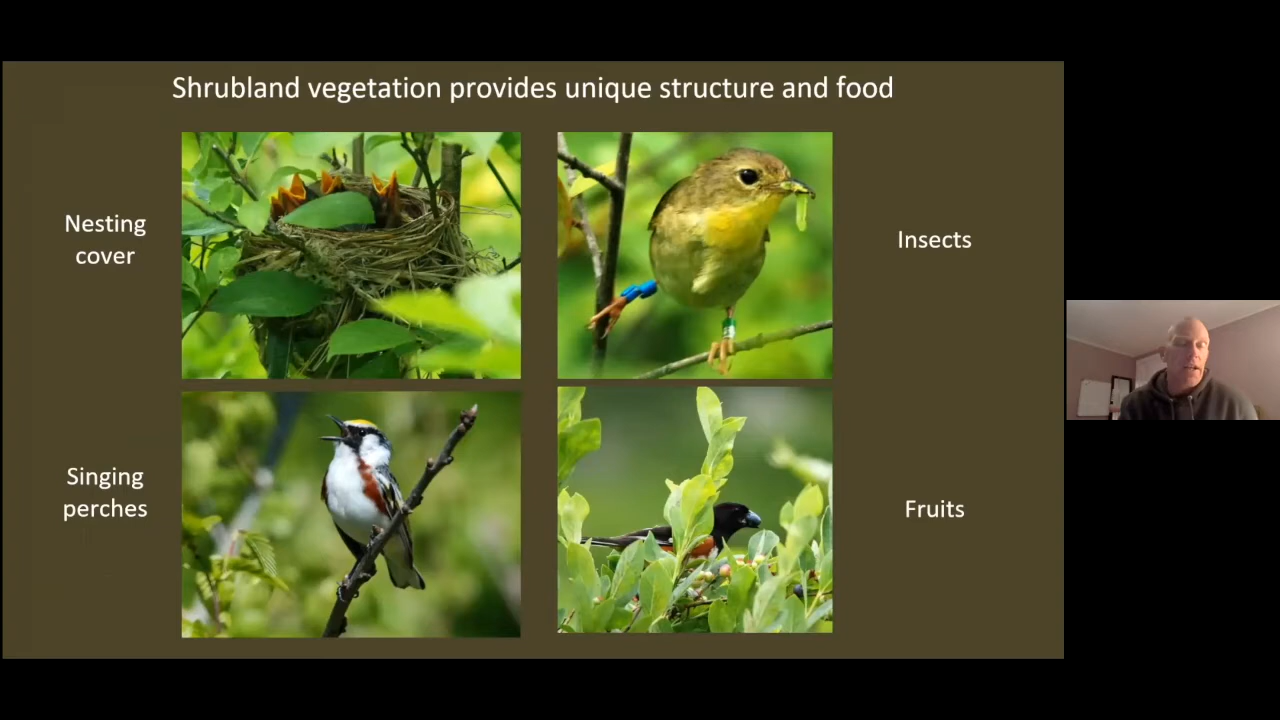 Shrubland vegetation provides unique structure and food
Nesting
cover
Insects
Singing
perches
Fruits